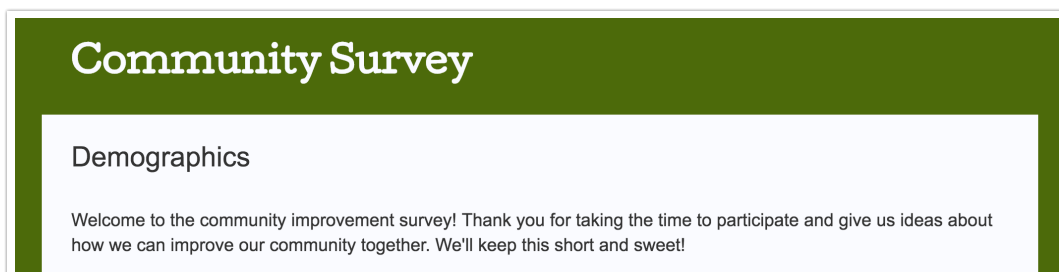 Community Survey
Demographics
Welcome to the community improvement survey! Thank you for taking the time to participate and give us ideas about
how we can improve our community together. We'll keep this short and sweet!